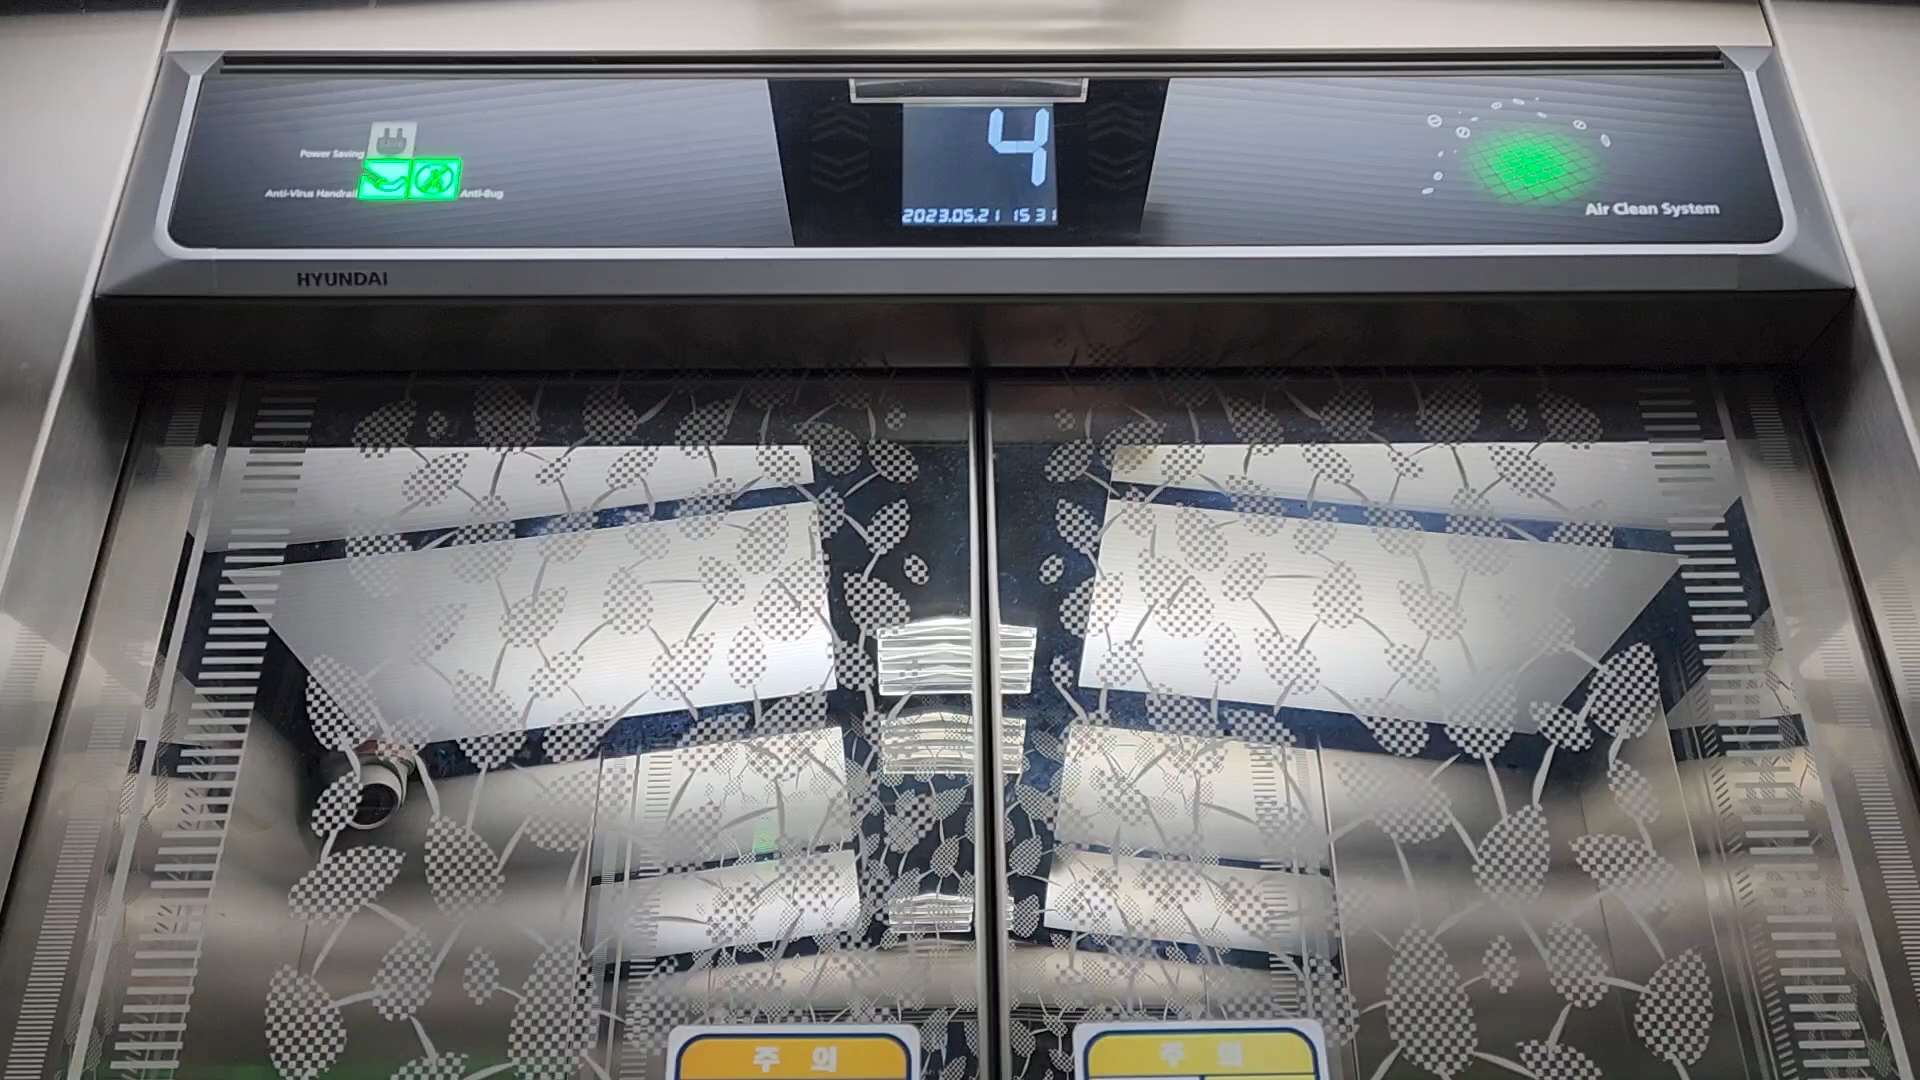 4
2023.05.21 15 31
Power Saving
Anti-Virus Handrail
Anti-Bug
Air Clean System
HYUNDAI
주의
주의